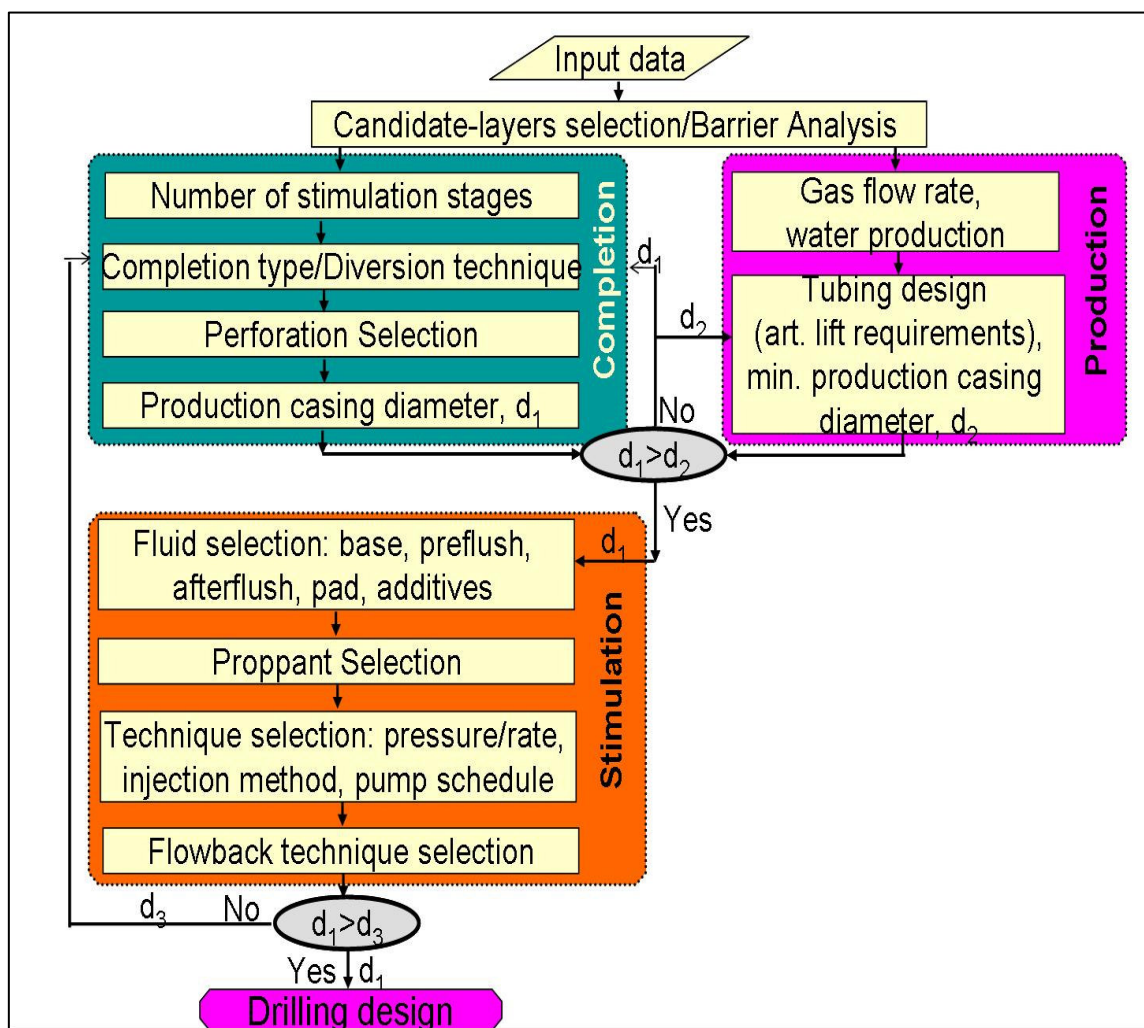 Input data
Candidate-layers selection/Barrier Analysis
Number of stimulation stages
Completion type/Diversion technique
Perforation Selection
Production casing diameter, d₁
Completion
Gas flow rate,
water production
Tubing design
(art. lift requirements),
min. production casing
diameter, d₂
Production
d₁
d₂
No
d₁>d₂
Yes
d₁
Fluid selection: base, preflush,
afterflush, pad, additives
Proppant Selection
Technique selection: pressure/rate,
injection method, pump schedule
Flowback technique selection
Stimulation
d₃
No
d₁>d₃
Yes
d₁
Drilling design